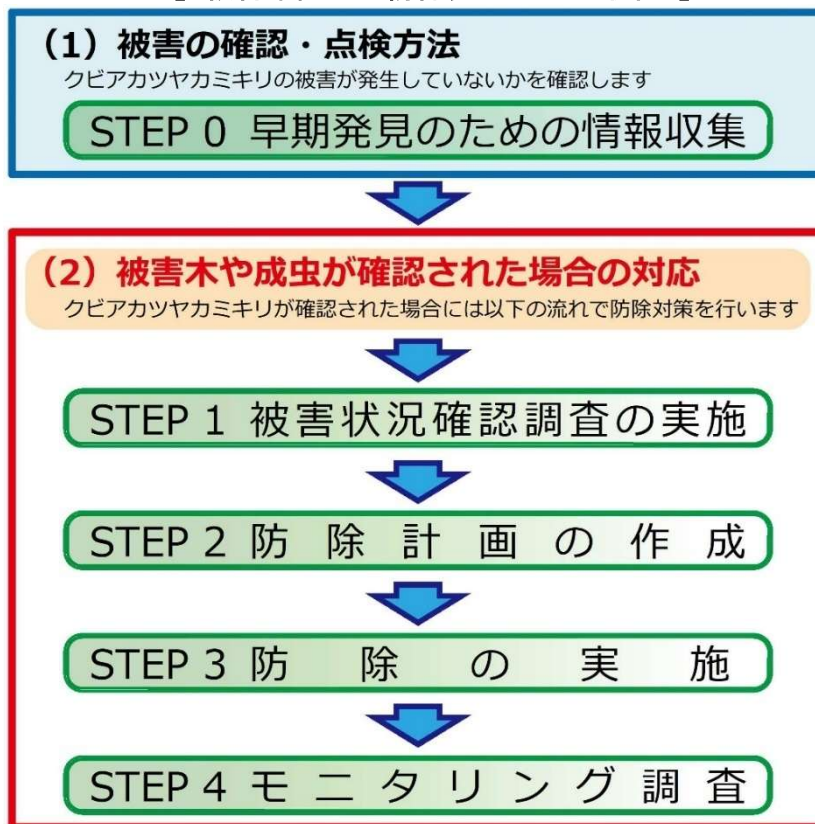 （1）被害の確認・点検方法
クビアカツヤカミキリの被害が発生していないかを確認します
STEP 0 早期発見のための情報収集
（2）被害木や成虫が確認された場合の対応
クビアカツヤカミキリが確認された場合には以下の流れで防除対策を行います
STEP 1 被害状況確認調査の実施
STEP 2 防除計画の作成
STEP 3 防除の実施
STEP 4 モニタリング調査